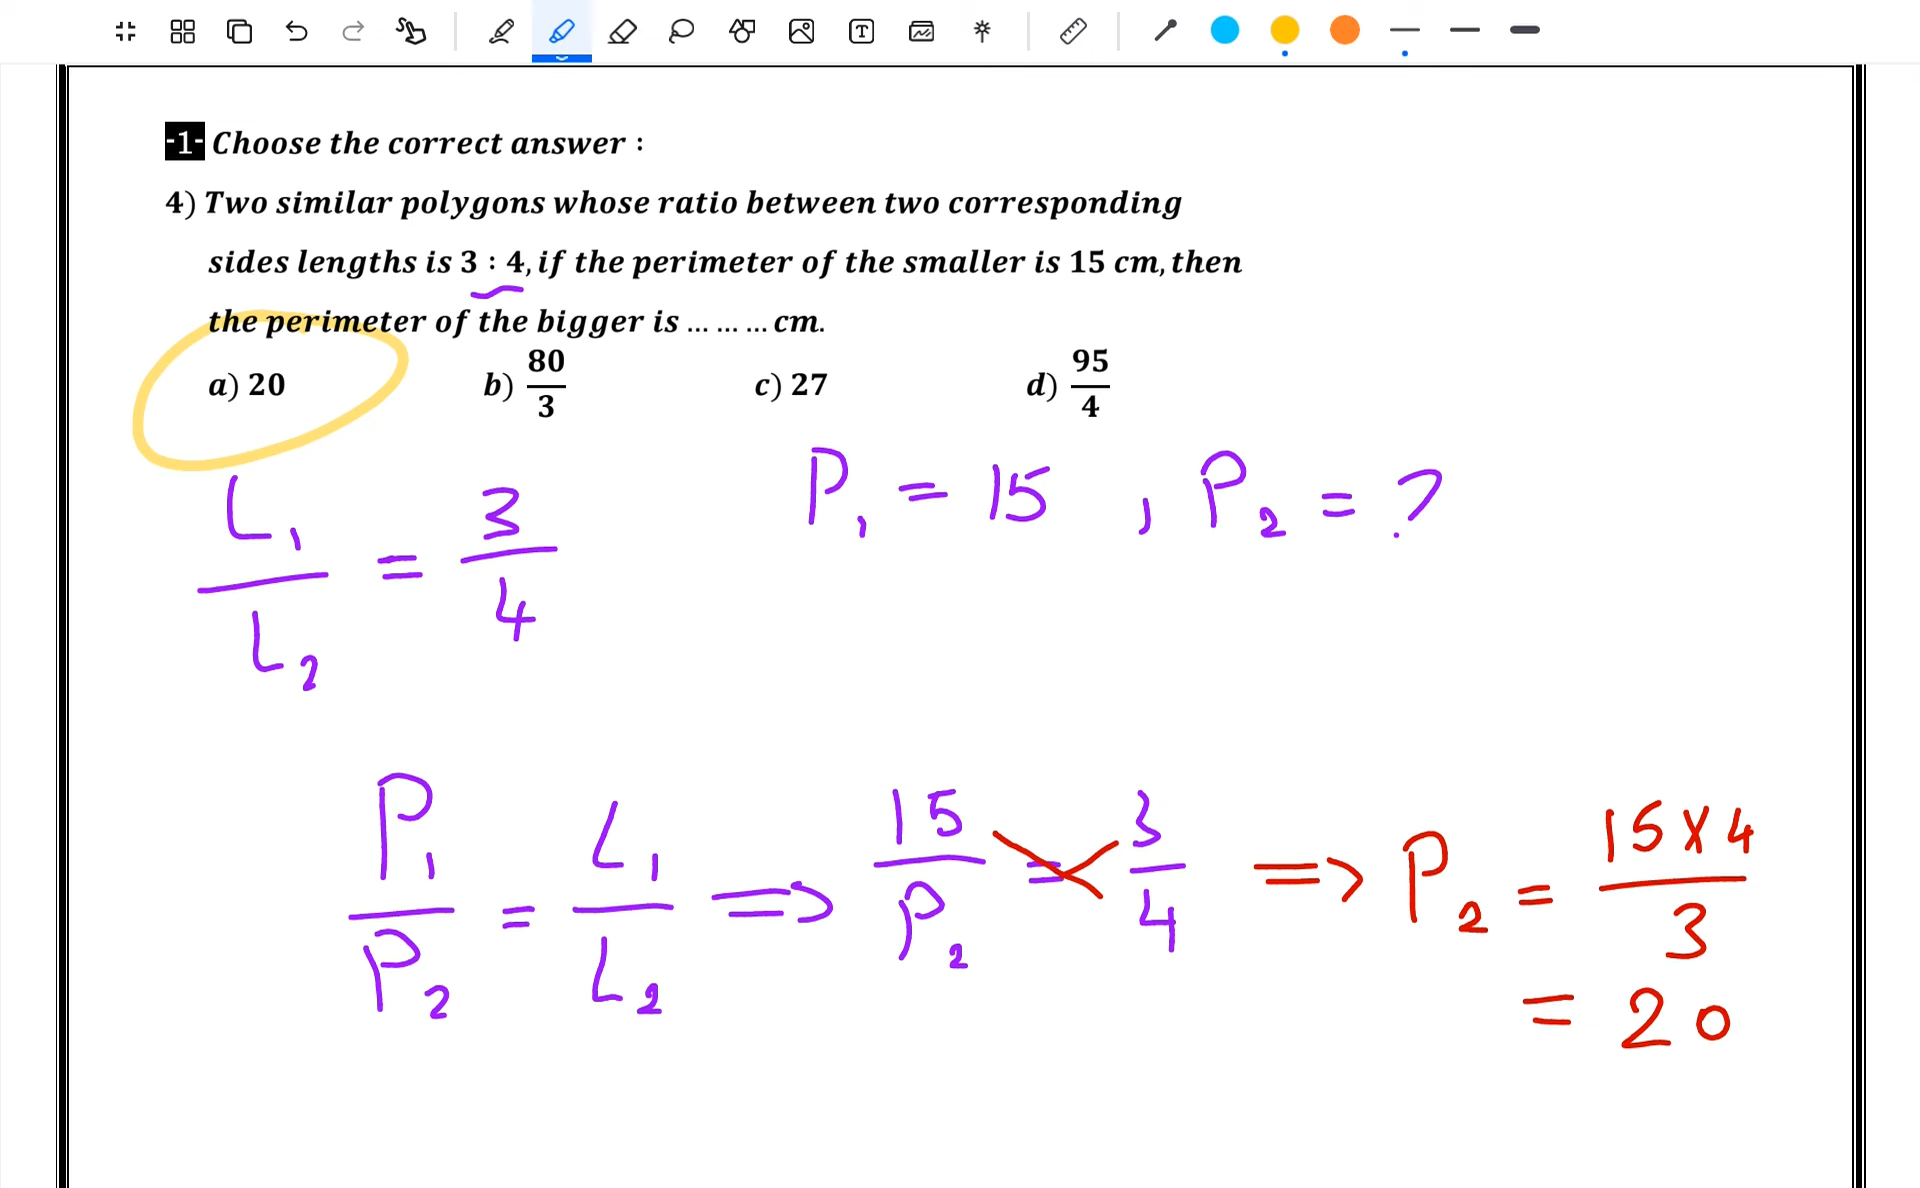 -1- Choose the correct answer :
4) Two similar polygons whose ratio between two corresponding
sides lengths is 3 : 4, if the perimeter of the smaller is 15 cm, then
the perimeter of the bigger is ... ... ... cm.
a) 20 b) 80/3 c) 27 d) 95/4
L₁/L₂ = 3/4
P₁ = 15 , P₂ = ?
P₁/P₂ = L₁/L₂ ⇒ 15/P₂ = 3/4 ⇒ P₂ = 15×4/3
= 20